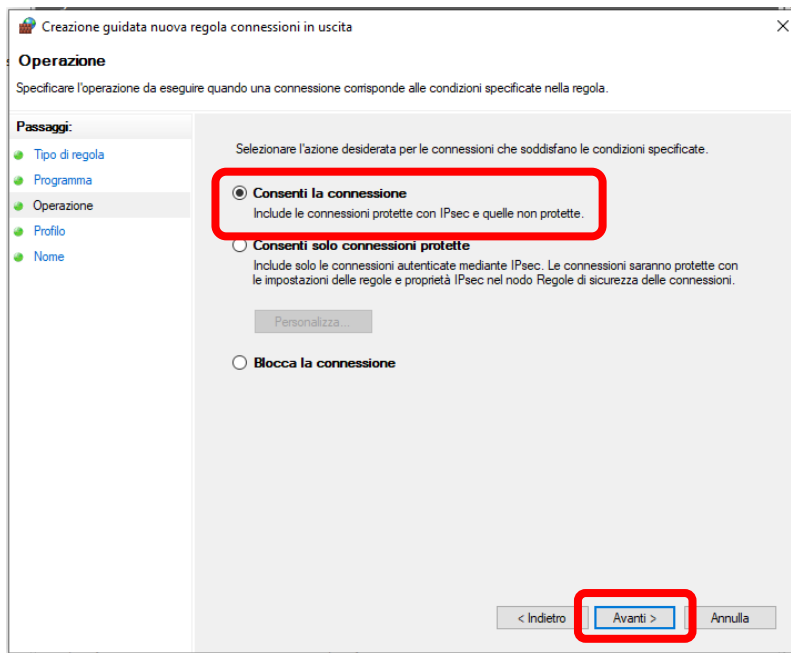 Creazione guidata nuova regola connessioni in uscita
Operazione
Specificare l'operazione da eseguire quando una connessione corrisponde alle condizioni specificate nella regola.
Passaggi:
Tipo di regola
Programma
Operazione
Profilo
Nome
Selezionare l'azione desiderata per le connessioni che soddisfano le condizioni specificate.
Consenti la connessione
Include le connessioni protette con IPsec e quelle non protette.
Consenti solo connessioni protette
Include solo le connessioni autenticate mediante IPsec. Le connessioni saranno protette con
le impostazioni delle regole e proprietà IPsec nel nodo Regole di sicurezza delle connessioni.
Personalizza...
Blocca la connessione
< Indietro
Avanti >
Annulla